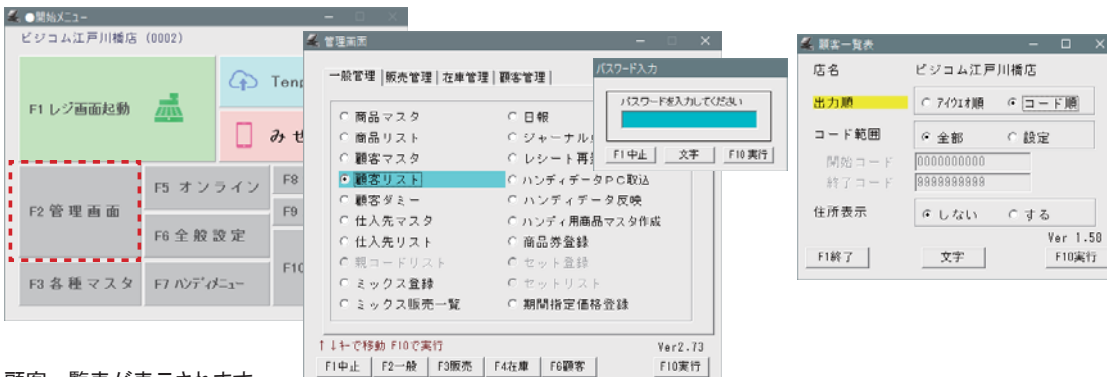 ●開始メニュー
ビジコム江戸川橋店 (0002)
F1 レジ画面起動
F2 管理画面
F5 オンライン
F8
F9
F6 全般設定
F10
F3 各種マスタ
F7 ハンディメニュー
管理画面
一般管理
販売管理
在庫管理
顧客管理
商品マスタ
商品リスト
顧客マスタ
顧客リスト
顧客ダミー
仕入先マスタ
仕入先リスト
親コードリスト
ミックス登録
ミックス販売一覧
日報
ジャーナル
レシート再
ハンディデータPC取込
ハンディデータ反映
ハンディ用商品マスタ作成
商品券登録
セット登録
セットリスト
期間指定価格登録
↑↓キーで移動 F10で実行
Ver2.73
F1中止 F2一般 F3販売 F4在庫 F6顧客 F10実行
パスワード入力
パスワードを入力してください
F1中止 文字 F10実行
顧客一覧表
店名 ビジコム江戸川橋店
出力順 アイウエオ順 コード順
コード範囲 全部 設定
開始コード 0000000000
終了コード 9999999999
住所表示 しない する
Ver 1.50
F1終了 文字 F10実行